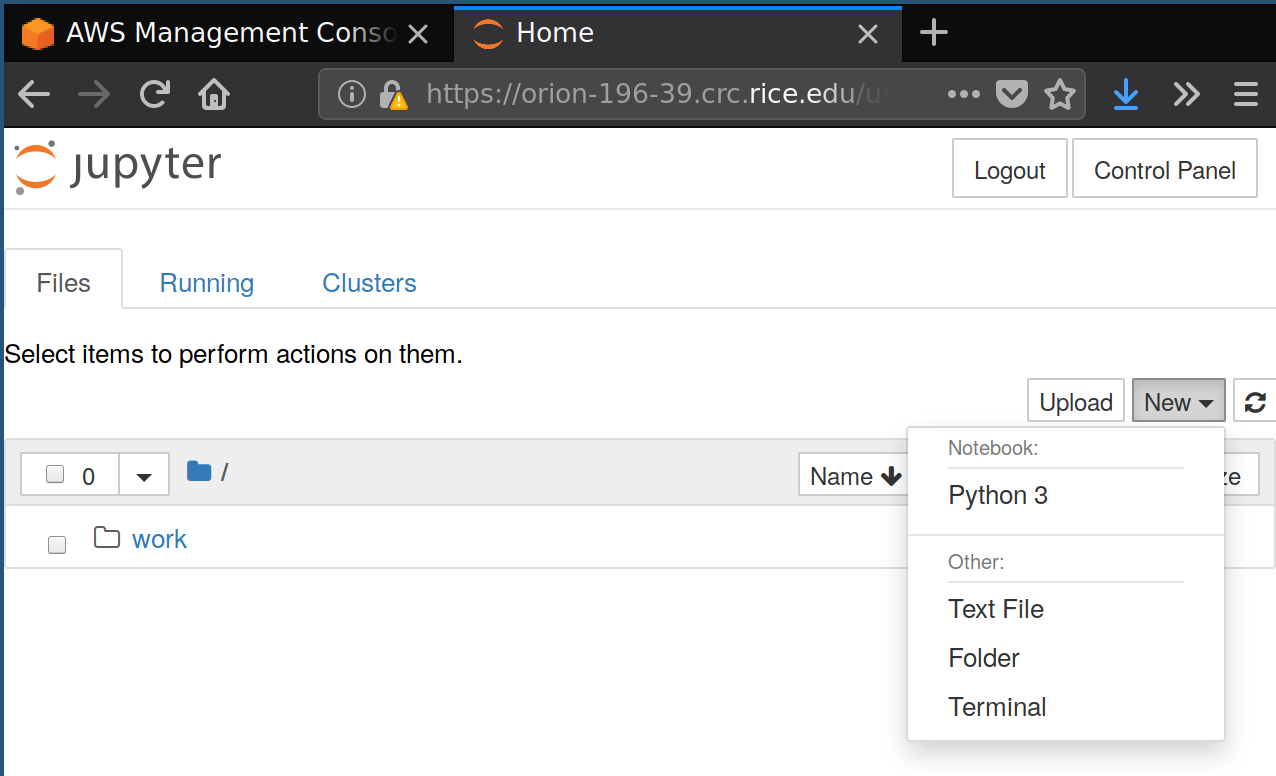 AWS Management Conso
Home
https://orion-196-39.crc.rice.edu/us
jupyter
Logout
Control Panel
Files
Running
Clusters
Select items to perform actions on them.
Upload
New
0
/
Name
ze
work
Notebook:
Python 3
Other:
Text File
Folder
Terminal